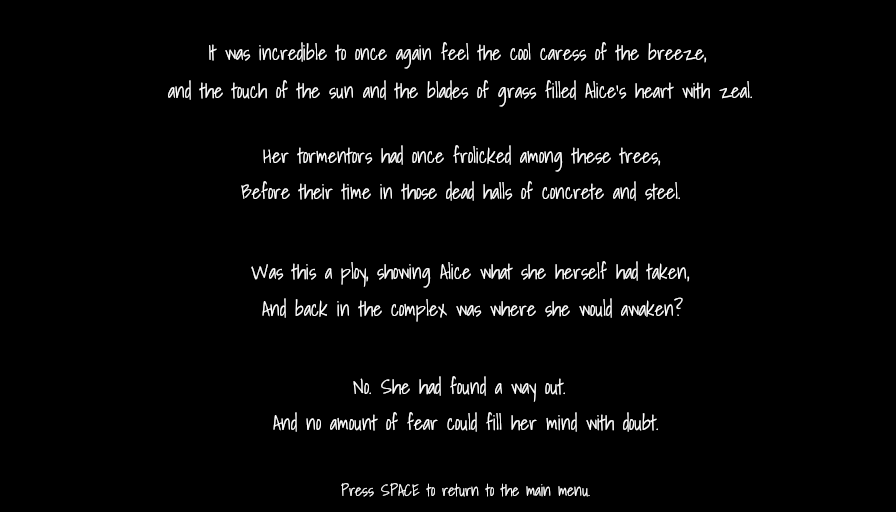 It was incredible to once again feel the cool caress of the breeze,
and the touch of the sun and the blades of grass filled Alice's heart with zeal.
Her tormentors had once frolicked among these trees,
Before their time in those dead halls of concrete and steel.
Was this a ploy, showing Alice what she herself had taken,
And back in the complex was where she would awaken?
No. She had found a way out.
And no amount of fear could fill her mind with doubt.
Press SPACE to return to the main menu.